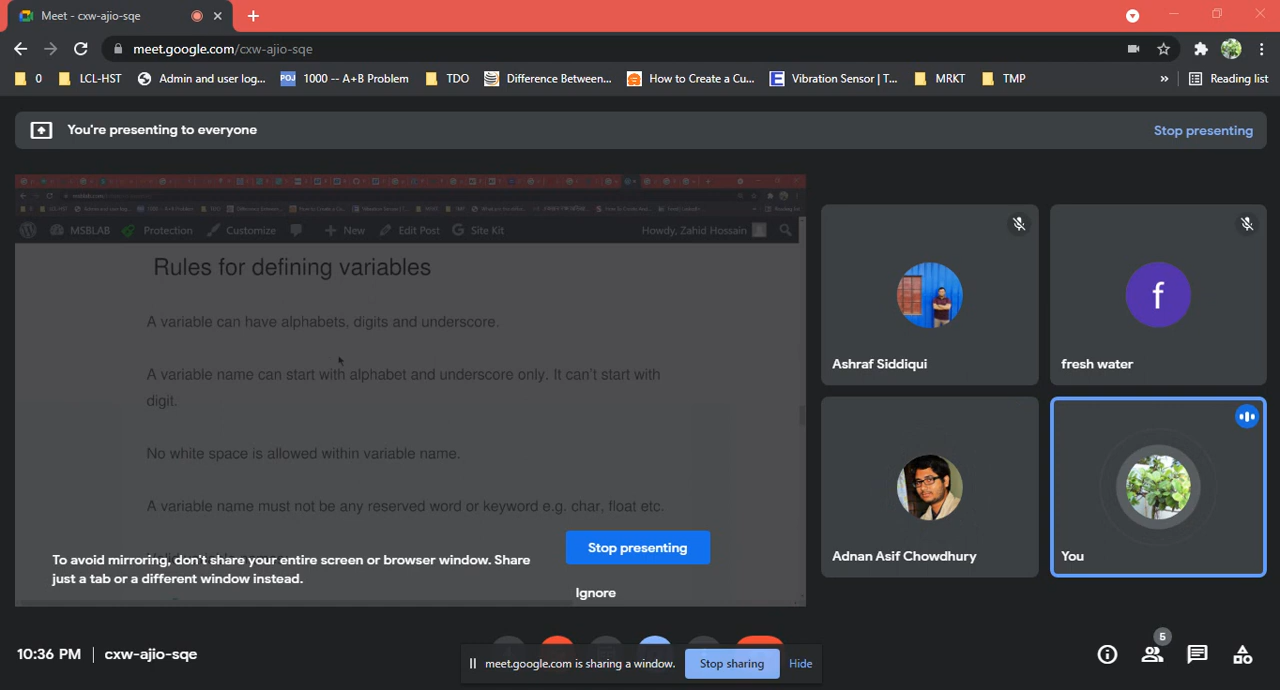 Meet - cxw-ajio-sqe
meet.google.com/cxw-ajio-sqe
0 LCL-HST Admin and user log... POJ 1000 -- A+B Problem TDO Difference Between... How to Create a Cu... E Vibration Sensor | T... MRKT TMP » Reading list
You're presenting to everyone Stop presenting
MSBLAB Protection Customize New Edit Post Site Kit Howdy, Zahid Hossain
Rules for defining variables
A variable can have alphabets, digits and underscore.
A variable name can start with alphabet and underscore only. It can't start with
digit.
No white space is allowed within variable name.
A variable name must not be any reserved word or keyword e.g. char, float etc.
To avoid mirroring, don't share your entire screen or browser window. Share
just a tab or a different window instead.
Stop presenting
Ignore
Ashraf Siddiqui
f
fresh water
Adnan Asif Chowdhury
You
10:36 PM | cxw-ajio-sqe
meet.google.com is sharing a window. Stop sharing Hide
5